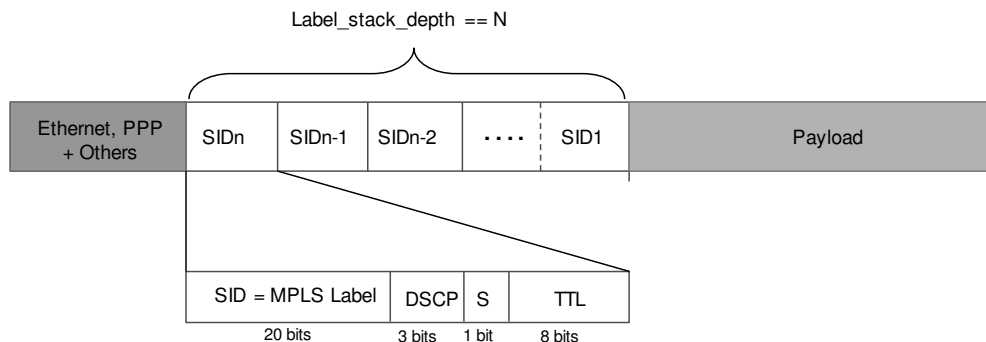 Label_stack_depth == N
Ethernet, PPP
+ Others
SIDn
SIDn-1
SIDn-2
....
SID1
Payload
SID = MPLS Label
DSCP
S
TTL
20 bits
3 bits
1 bit
8 bits